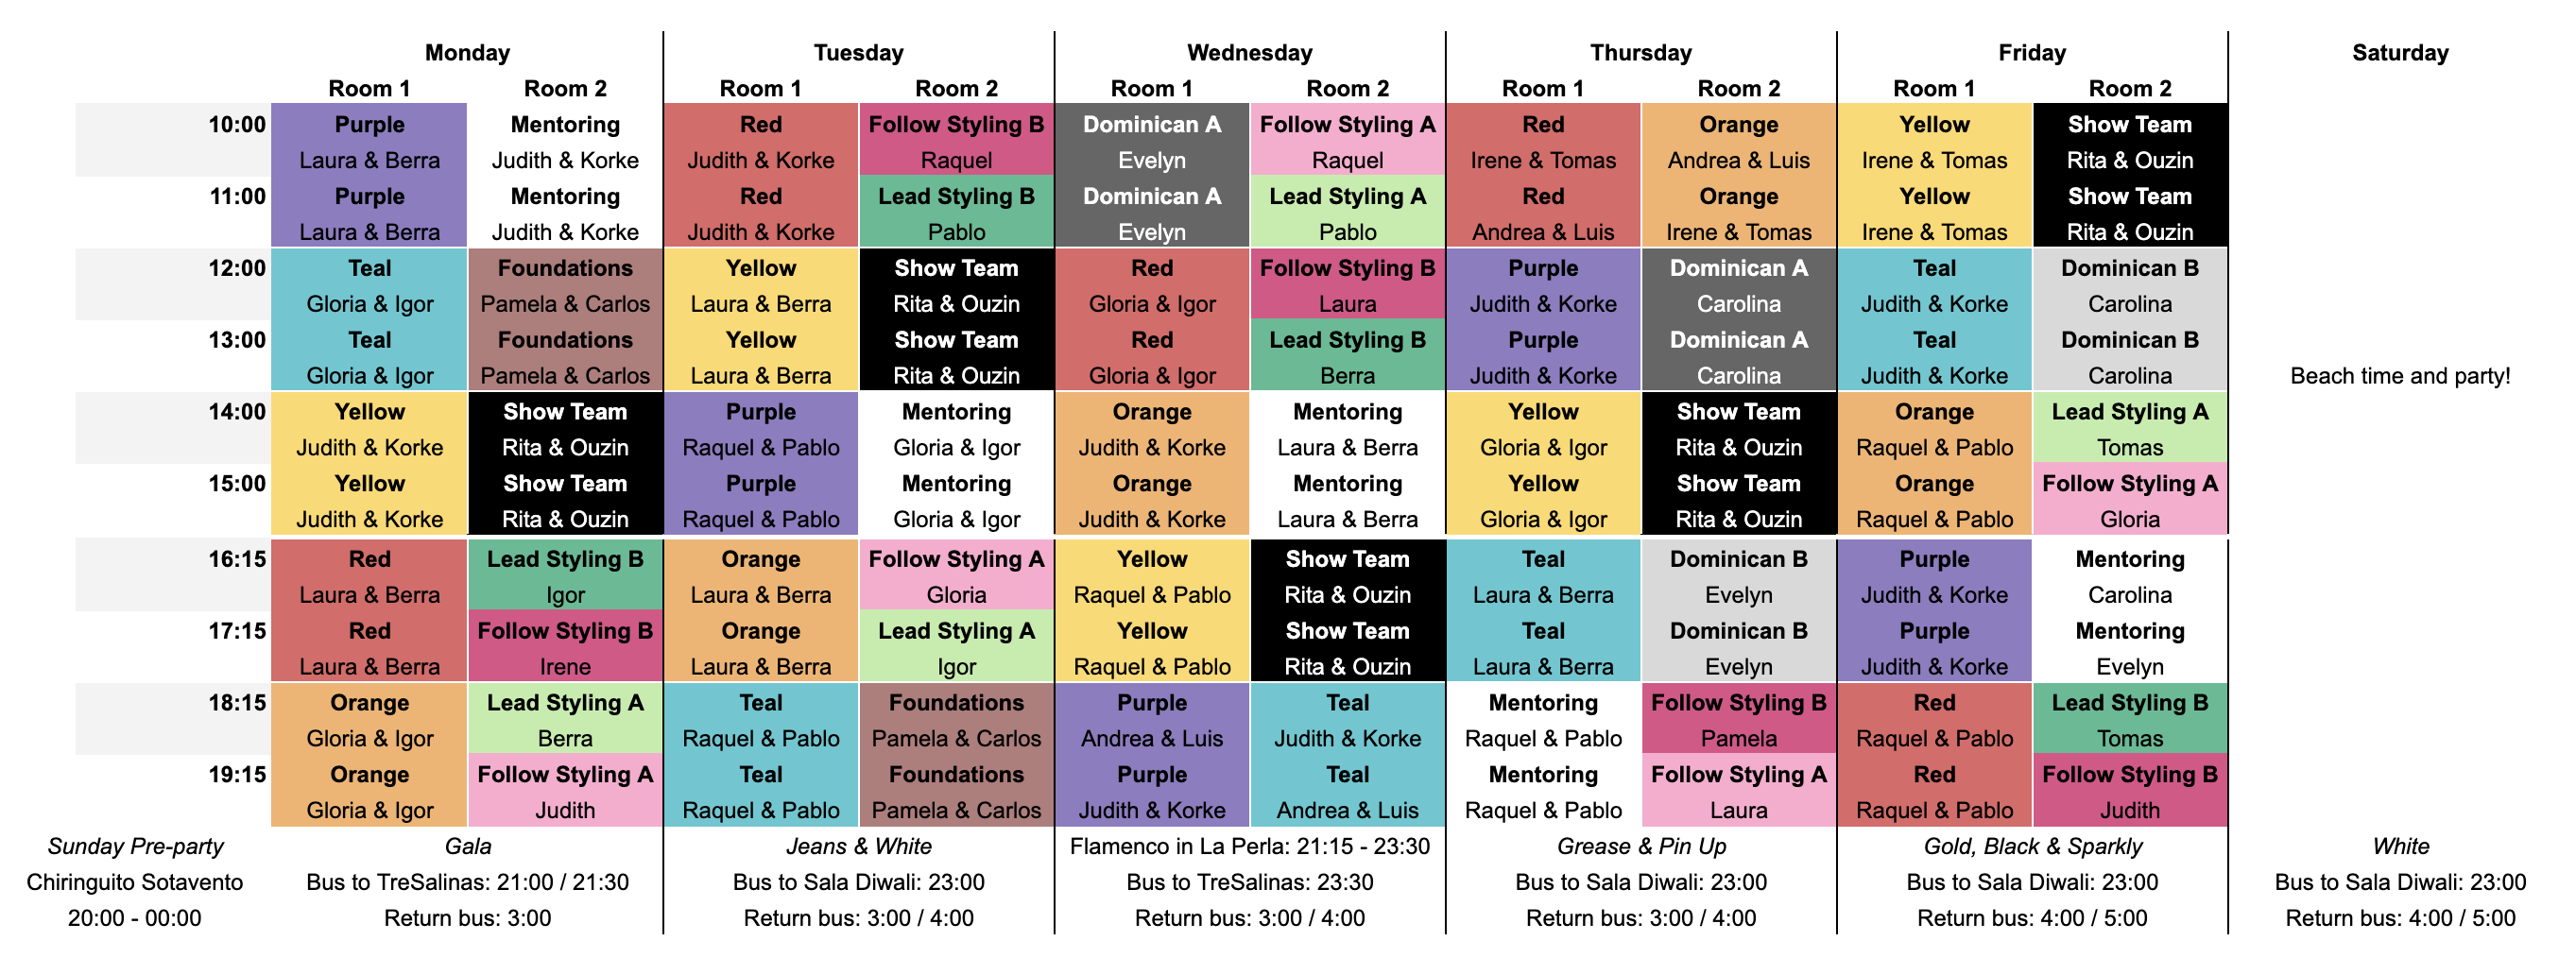 Monday Tuesday Wednesday Thursday Friday Saturday
Room 1 Room 2 Room 1 Room 2 Room 1 Room 2 Room 1 Room 2 Room 1 Room 2
10:00 Purple Mentoring Red Follow Styling B Dominican A Follow Styling A Red Orange Yellow Show Team
Laura & Berra Judith & Korke Judith & Korke Raquel Evelyn Raquel Irene & Tomas Andrea & Luis Irene & Tomas Rita & Ouzin
11:00 Purple Mentoring Red Lead Styling B Dominican A Lead Styling A Red Orange Yellow Show Team
Laura & Berra Judith & Korke Judith & Korke Pablo Evelyn Pablo Andrea & Luis Irene & Tomas Irene & Tomas Rita & Ouzin
12:00 Teal Foundations Yellow Show Team Red Follow Styling B Purple Dominican A Teal Dominican B
Gloria & Igor Pamela & Carlos Laura & Berra Rita & Ouzin Gloria & Igor Laura Judith & Korke Carolina Judith & Korke Carolina
13:00 Teal Foundations Yellow Show Team Red Lead Styling B Purple Dominican A Teal Dominican B
Gloria & Igor Pamela & Carlos Laura & Berra Rita & Ouzin Gloria & Igor Berra Judith & Korke Carolina Judith & Korke Carolina Beach time and party!
14:00 Yellow Show Team Purple Mentoring Orange Mentoring Yellow Show Team Orange Lead Styling A
Judith & Korke Rita & Ouzin Raquel & Pablo Gloria & Igor Judith & Korke Laura & Berra Gloria & Igor Rita & Ouzin Raquel & Pablo Tomas
15:00 Yellow Show Team Purple Mentoring Orange Mentoring Yellow Show Team Orange Follow Styling A
Judith & Korke Rita & Ouzin Raquel & Pablo Gloria & Igor Judith & Korke Laura & Berra Gloria & Igor Rita & Ouzin Raquel & Pablo Gloria
16:15 Red Lead Styling B Orange Follow Styling A Yellow Show Team Teal Dominican B Purple Mentoring
Laura & Berra Igor Laura & Berra Gloria Raquel & Pablo Rita & Ouzin Laura & Berra Evelyn Judith & Korke Carolina
17:15 Red Follow Styling B Orange Lead Styling A Yellow Show Team Teal Dominican B Purple Mentoring
Laura & Berra Irene Laura & Berra Igor Raquel & Pablo Rita & Ouzin Laura & Berra Evelyn Judith & Korke Evelyn
18:15 Orange Lead Styling A Teal Foundations Purple Teal Mentoring Follow Styling B Red Lead Styling B
Gloria & Igor Berra Raquel & Pablo Pamela & Carlos Andrea & Luis Judith & Korke Raquel & Pablo Pamela Raquel & Pablo Tomas
19:15 Orange Follow Styling A Teal Foundations Purple Teal Mentoring Follow Styling A Red Follow Styling B
Gloria & Igor Judith Raquel & Pablo Pamela & Carlos Judith & Korke Andrea & Luis Raquel & Pablo Laura Raquel & Pablo Judith
Sunday Pre-party Gala Jeans & White Flamenco in La Perla: 21:15 - 23:30 Grease & Pin Up Gold, Black & Sparkly White
Chiringuito Sotavento Bus to TreSalinas: 21:00 / 21:30 Bus to Sala Diwali: 23:00 Bus to TreSalinas: 23:30 Bus to Sala Diwali: 23:00 Bus to Sala Diwali: 23:00 Bus to Sala Diwali: 23:00
20:00 - 00:00 Return bus: 3:00 Return bus: 3:00 / 4:00 Return bus: 3:00 / 4:00 Return bus: 3:00 / 4:00 Return bus: 4:00 / 5:00 Return bus: 4:00 / 5:00